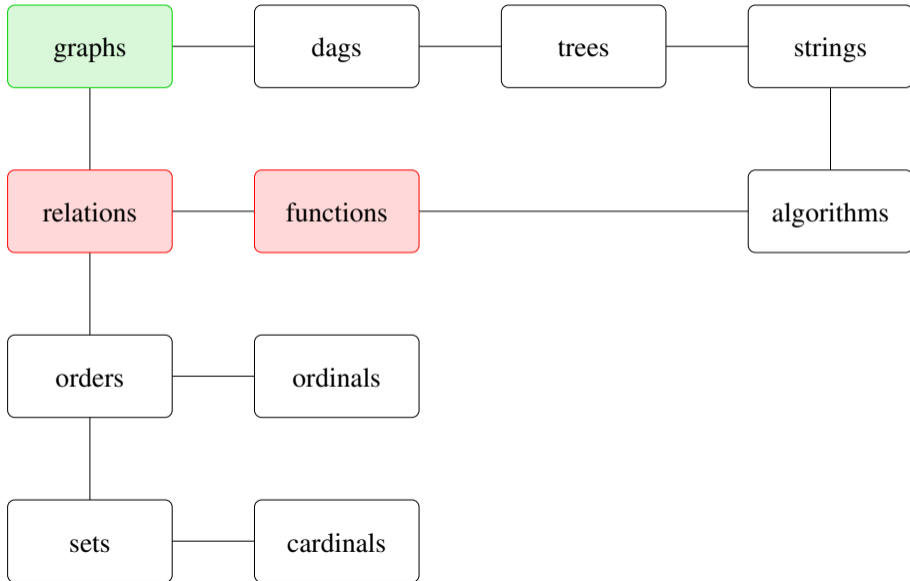 graphs
dags
trees
strings
relations
functions
algorithms
orders
ordinals
sets
cardinals